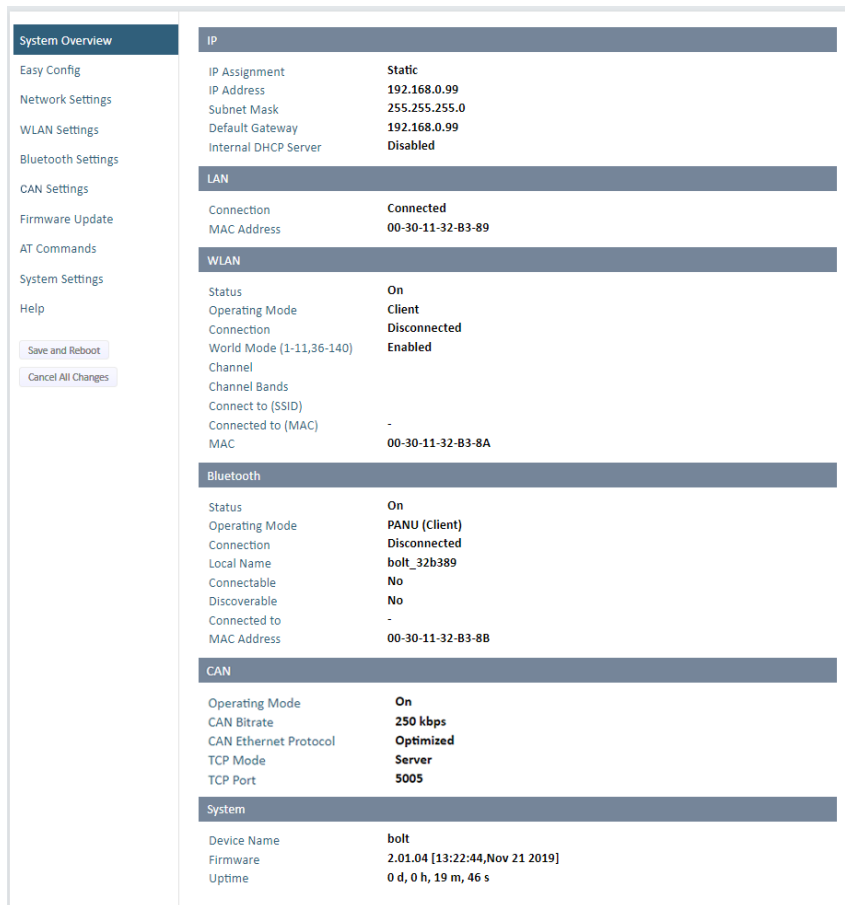 System Overview
Easy Config
Network Settings
WLAN Settings
Bluetooth Settings
CAN Settings
Firmware Update
AT Commands
System Settings
Help
Save and Reboot
Cancel All Changes
IP
IP Assignment Static
IP Address 192.168.0.99
Subnet Mask 255.255.255.0
Default Gateway 192.168.0.99
Internal DHCP Server Disabled
LAN
Connection Connected
MAC Address 00-30-11-32-B3-89
WLAN
Status On
Operating Mode Client
Connection Disconnected
World Mode (1-11,36-140) Enabled
Channel
Channel Bands
Connect to (SSID)
Connected to (MAC) -
MAC 00-30-11-32-B3-8A
Bluetooth
Status On
Operating Mode PANU (Client)
Connection Disconnected
Local Name bolt_32b389
Connectable No
Discoverable No
Connected to -
MAC Address 00-30-11-32-B3-8B
CAN
Operating Mode On
CAN Bitrate 250 kbps
CAN Ethernet Protocol Optimized
TCP Mode Server
TCP Port 5005
System
Device Name bolt
Firmware 2.01.04 [13:22:44,Nov 21 2019]
Uptime 0 d, 0 h, 19 m, 46 s